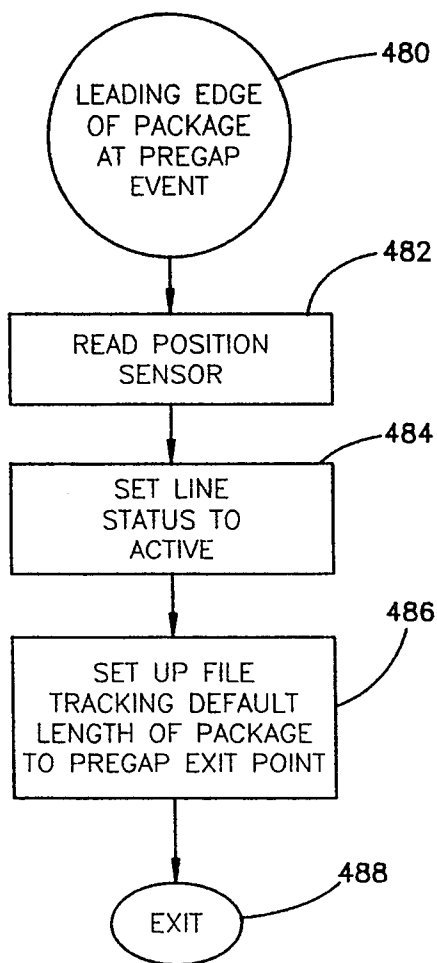 LEADING EDGE
OF PACKAGE
AT PREGAP
EVENT
480
482
READ POSITION
SENSOR
484
SET LINE
STATUS TO
ACTIVE
486
SET UP FILE
TRACKING DEFAULT
LENGTH OF PACKAGE
TO PREGAP EXIT POINT
488
EXIT